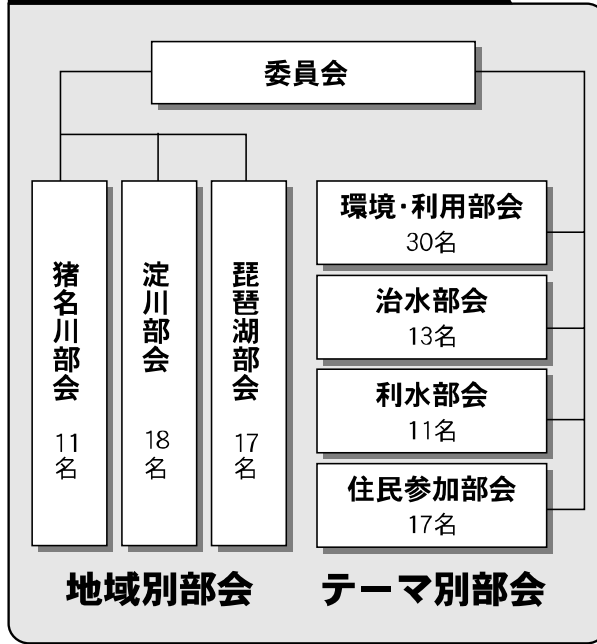 委員会
猪名川部会
11名
淀川部会
18名
琵琶湖部会
17名
環境・利用部会
30名
治水部会
13名
利水部会
11名
住民参加部会
17名
地域別部会
テーマ別部会